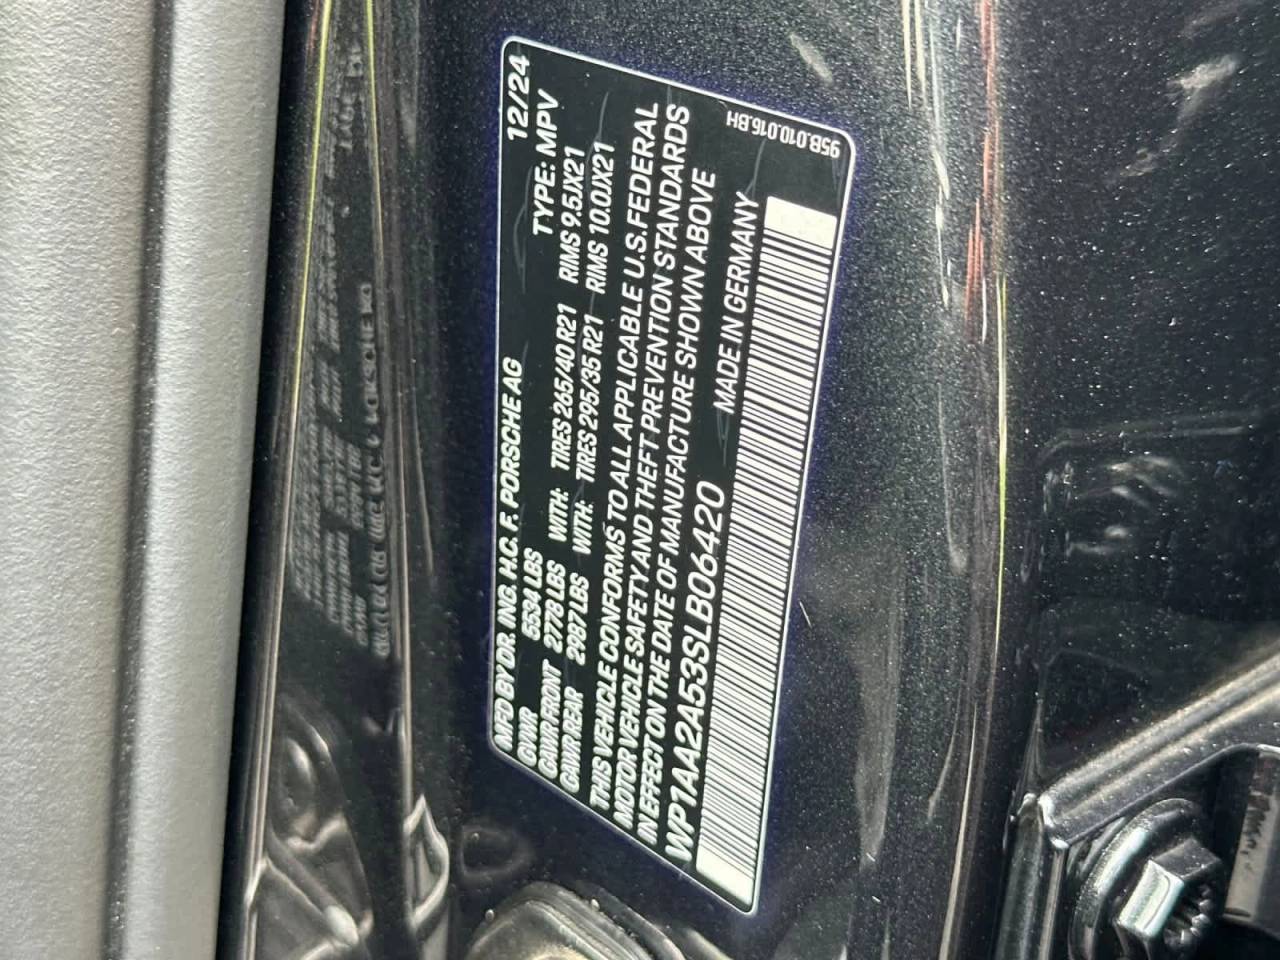 MFD BY DR. ING. H.C. F. PORSCHE AG 12/24
GVWR 5594 LBS TYPE: MPV
GAWR FRONT 2778 LBS WITH: TIRES 265/40 R21 RIMS 9.5JX21
GAWR REAR 2987 LBS WITH: TIRES 295/35 R21 RIMS 10.0JX21
THIS VEHICLE CONFORMS TO ALL APPLICABLE U.S. FEDERAL
MOTOR VEHICLE SAFETY AND THEFT PREVENTION STANDARDS
IN EFFECT ON THE DATE OF MANUFACTURE SHOWN ABOVE
WP1AA2A53SLB06420 MADE IN GERMANY
95B.010.016.BH